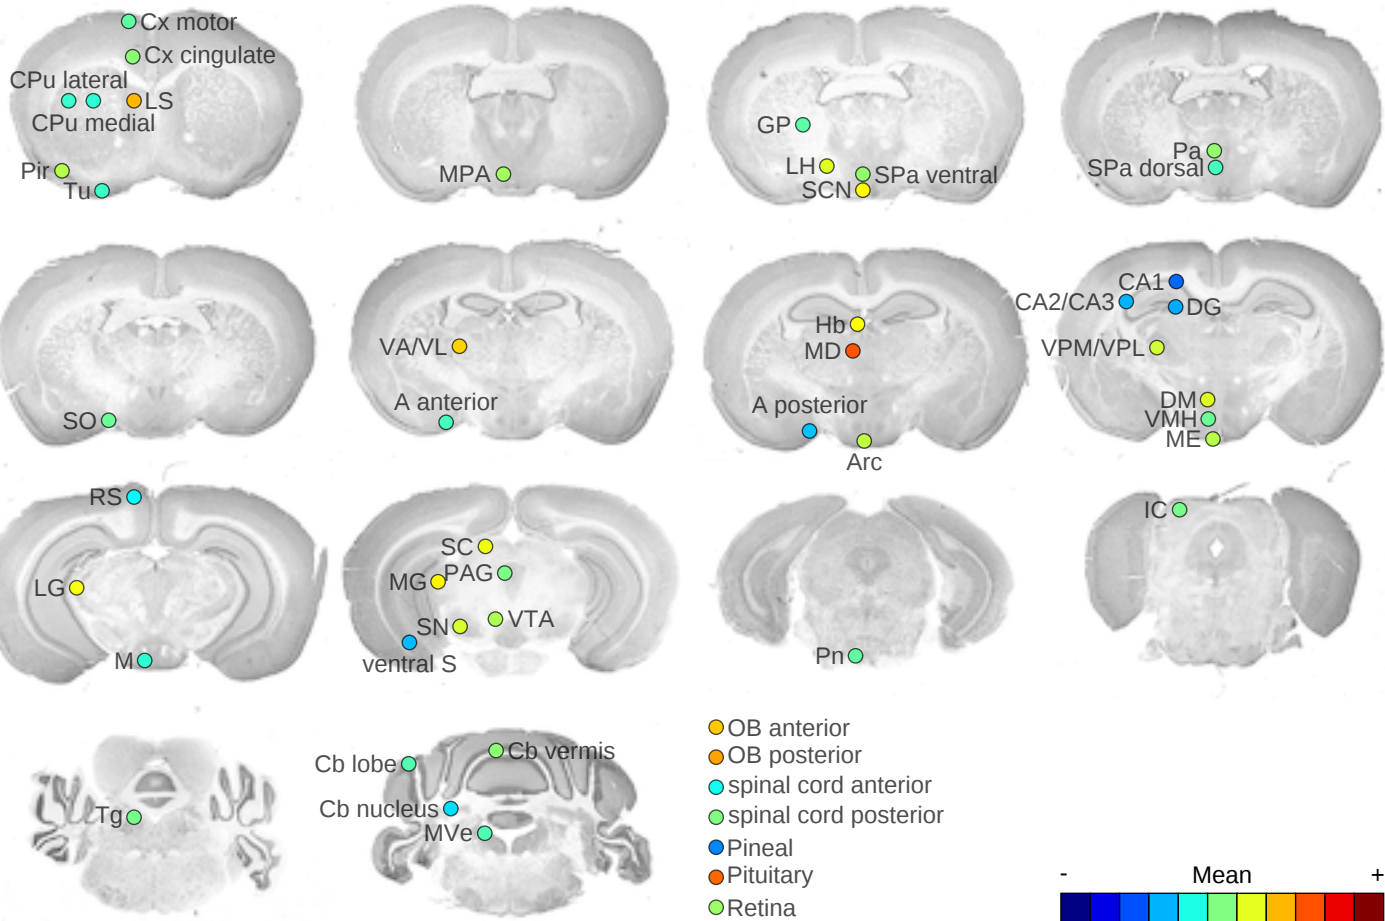 Cx motor
Cx cingulate
CPu lateral
LS
CPu medial
Pir
Tu
MPA
GP
LH
SPa ventral
SCN
Pa
SPa dorsal
SO
VA/VL
A anterior
Hb
MD
A posterior
Arc
CA1
CA2/CA3
DG
VPM/VPL
DM
VMH
ME
RS
LG
M
SC
PAG
MG
VTA
SN
ventral S
Pn
IC
Tg
Cb vermis
Cb lobe
Cb nucleus
MVe
OB anterior
OB posterior
spinal cord anterior
spinal cord posterior
Pineal
Pituitary
Retina
- Mean +